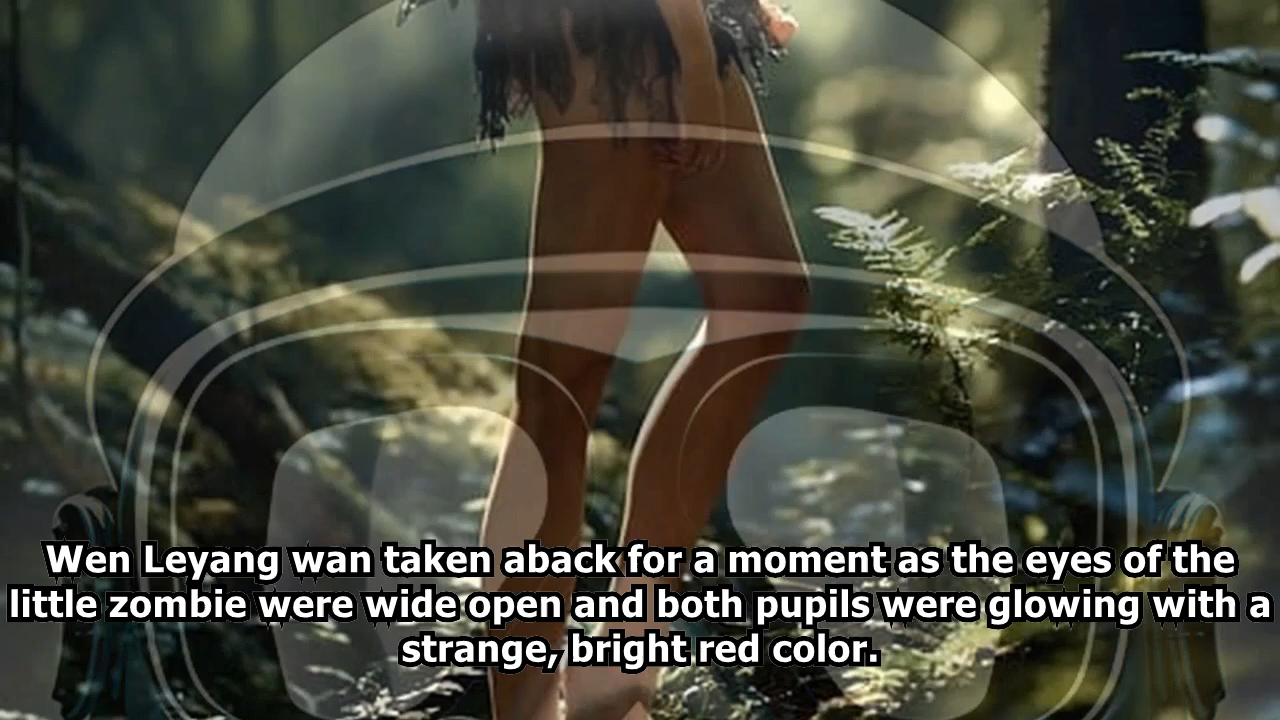 Wen Leyang wan taken aback for a moment as the eyes of the
little zombie were wide open and both pupils were glowing with a
strange, bright red color.